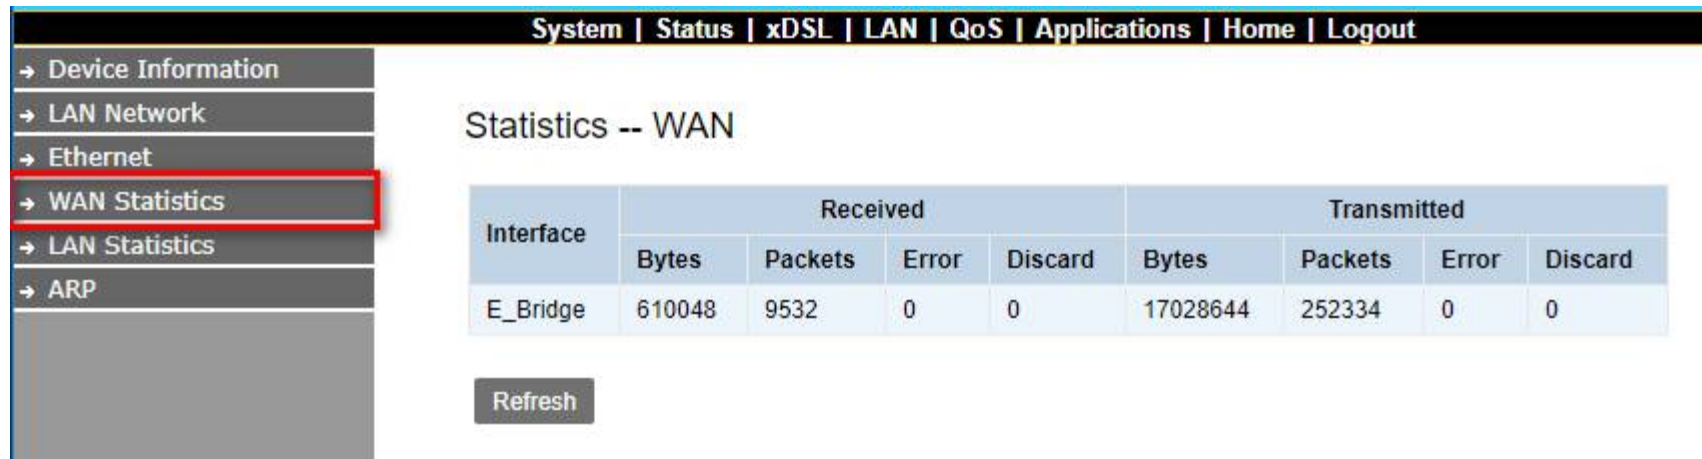 System | Status | xDSL | LAN | QoS | Applications | Home | Logout
→ Device Information
→ LAN Network
→ Ethernet
→ WAN Statistics
→ LAN Statistics
→ ARP
Statistics -- WAN
Interface Received Transmitted
Bytes Packets Error Discard Bytes Packets Error Discard
E_Bridge 610048 9532 0 0 17028644 252334 0 0
Refresh